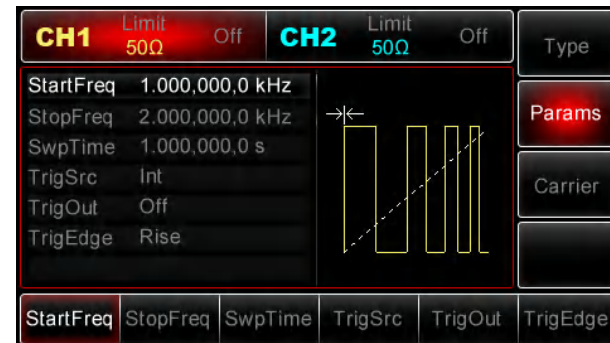 CH1 Limit 50Ω Off CH2 Limit 50Ω Off Type
StartFreq 1.000,000,0 kHz
StopFreq 2.000,000,0 kHz
Params
SwpTime 1.000,000,0 s
TrigSrc Int
Carrier
TrigOut Off
TrigEdge Rise
StartFreq StopFreq SwpTime TrigSrc TrigOut TrigEdge